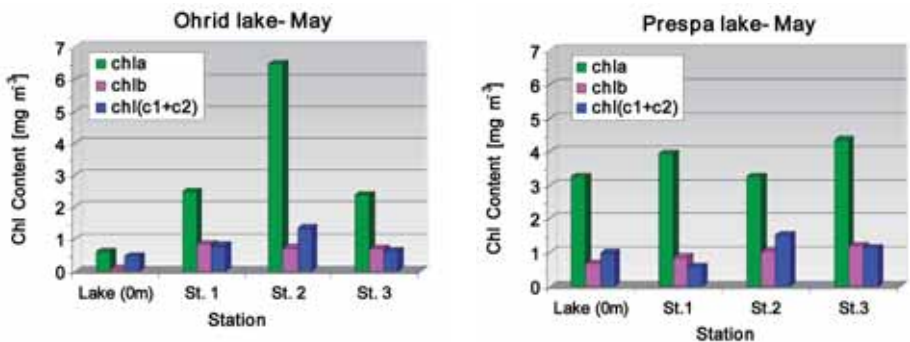 Ohrid lake- May
Chl Content [mg m⁻³]
7
6
5
4
3
2
1
0
chla
chlb
chl(c1+c2)
Lake (0m) St. 1 St. 2 St. 3
Station
Prespa lake- May
Chl Content [mg m⁻³]
7
6
5
4
3
2
1
0
chla
chlb
chl(c1+c2)
Lake (0m) St.1 St.2 St.3
Station